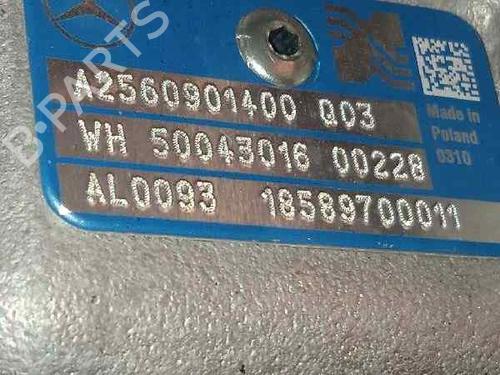 A2560901400 Q03
WH 50043016 00228
AL0093 18589700011
Made in
Poland
0310
B-PARTS